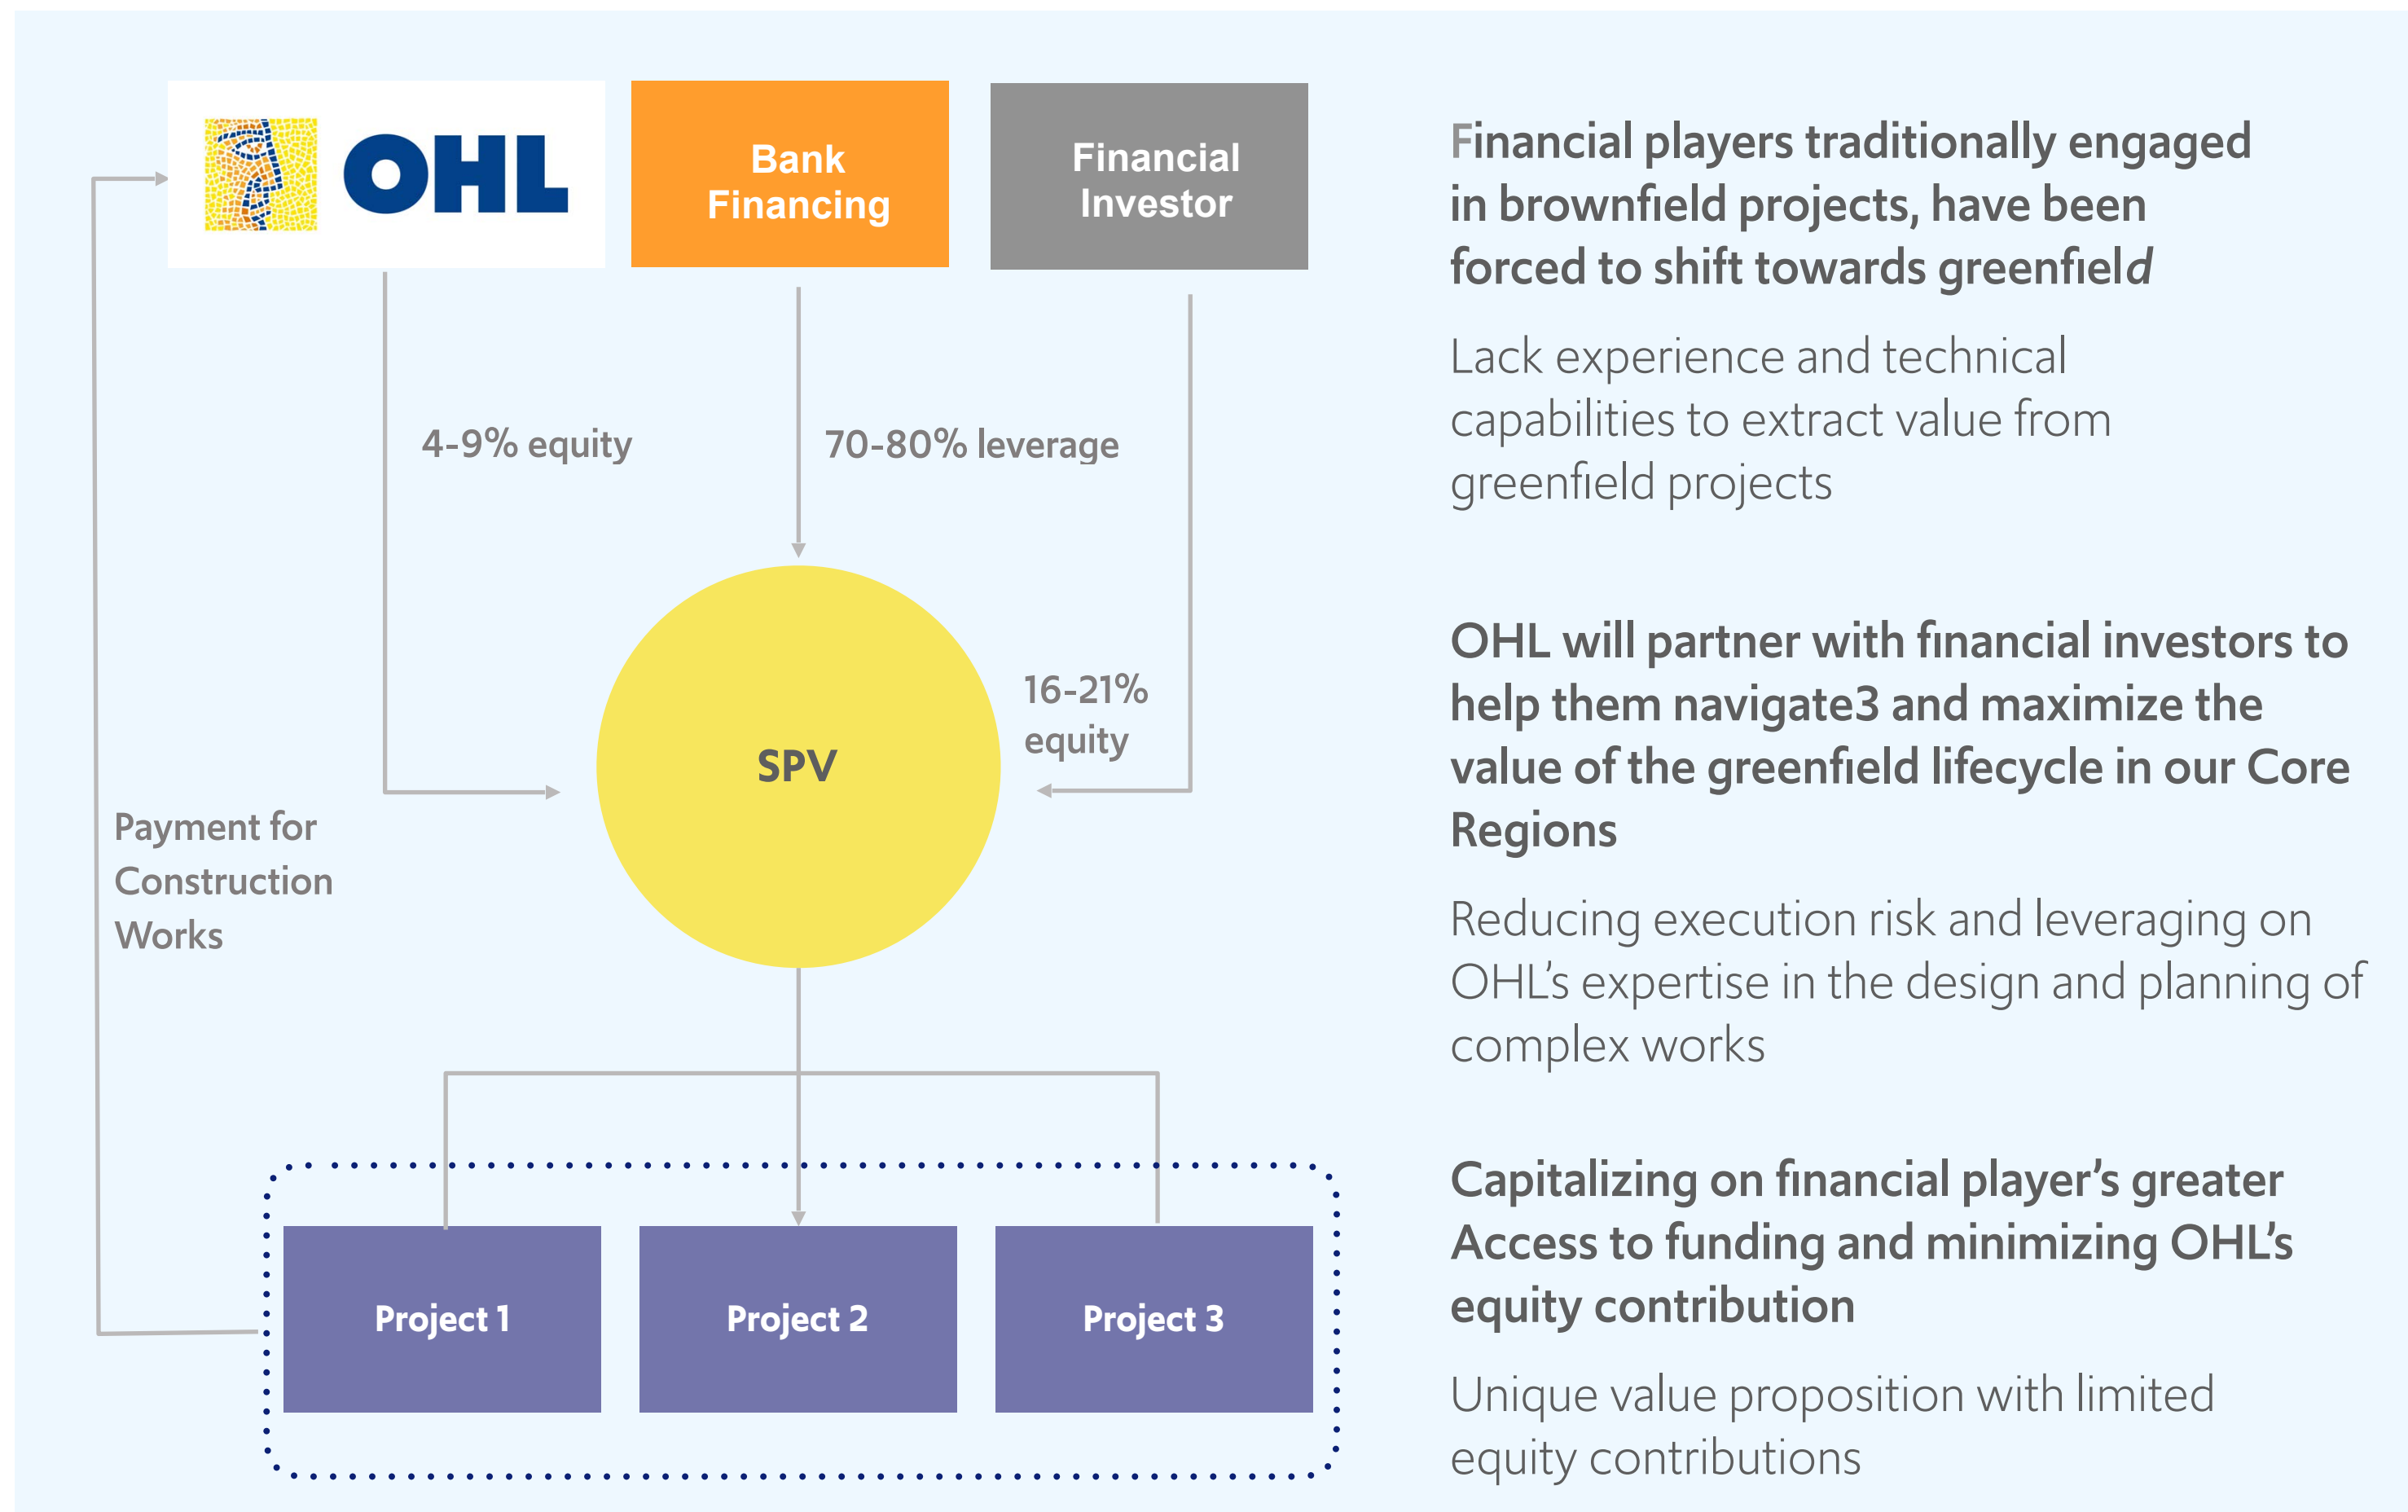 OHL
Bank
Financing
Financial
Investor
4-9% equity
70-80% leverage
16-21%
equity
SPV
Payment for
Construction
Works
Project 1
Project 2
Project 3
Financial players traditionally engaged
in brownfield projects, have been
forced to shift towards greenfield
Lack experience and technical
capabilities to extract value from
greenfield projects
OHL will partner with financial investors to
help them navigate3 and maximize the
value of the greenfield lifecycle in our Core
Regions
Reducing execution risk and leveraging on
OHL's expertise in the design and planning of
complex works
Capitalizing on financial player's greater
Access to funding and minimizing OHL's
equity contribution
Unique value proposition with limited
equity contributions